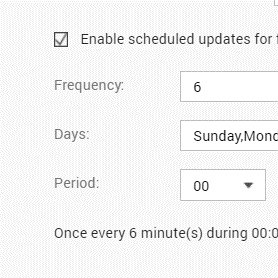 Enable scheduled updates for
Frequency: 6
Days: Sunday,Mond
Period: 00
Once every 6 minute(s) during 00:0